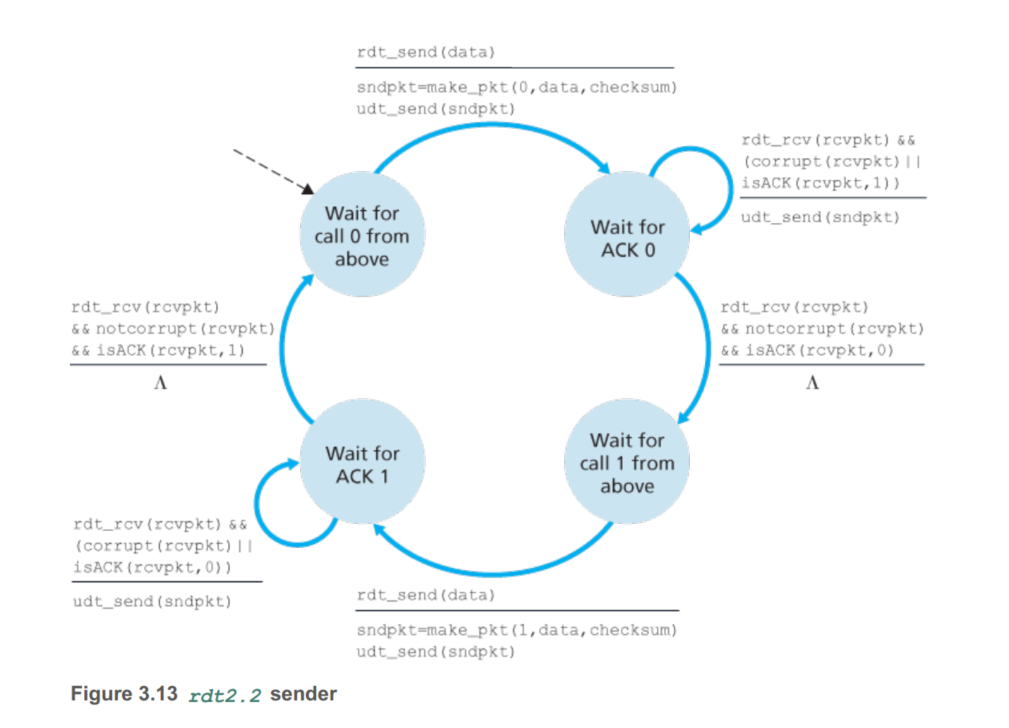 rdt_send(data)
sndpkt=make_pkt(0,data,checksum)
udt_send(sndpkt)
rdt_rcv(rcvpkt) &&
(corrupt(rcvpkt)||
isACK(rcvpkt,1))
udt_send(sndpkt)
Wait for
call 0 from
above
Wait for
ACK 0
rdt_rcv(rcvpkt)
&& notcorrupt(rcvpkt)
&& isACK(rcvpkt,1)
Λ
rdt_rcv(rcvpkt)
&& notcorrupt(rcvpkt)
&& isACK(rcvpkt,0)
Λ
Wait for
ACK 1
Wait for
call 1 from
above
rdt_rcv(rcvpkt) &&
(corrupt(rcvpkt)||
isACK(rcvpkt,0))
udt_send(sndpkt)
rdt_send(data)
sndpkt=make_pkt(1,data,checksum)
udt_send(sndpkt)
Figure 3.13 rdt2.2 sender